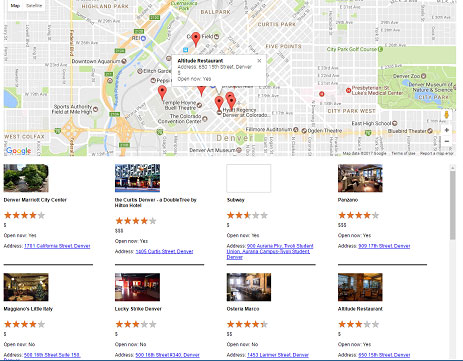 Map Satellite
HIGHLAND PARK
BALLPARK
CURTIS PARK
FIVE POINTS
REI
Downtown Aquarium
Elitch Gardens
Altitude Restaurant
Address: 650 15th Street, Denver
$
Open now: Yes
City Park Golf Course
Denver Zoo
Denver Museum of
Nature & Science
CITY PARK
Presbyterian St
Luke's Medical Center
CITY PARK WEST
Sports Authority
Field at Mile High
Temple Hoyne
Buell Theatre
The Colorado
Convention Center
Hyatt Regency
Denver at Colorado
WEST COLFAX
Denver
Fillmore Auditorium
Ogden Theatre
East High School
Bluebird Theater
Denver Art Museum
Google
Map data ©2017 Google Terms of Use Report a map error
Denver Marriott City Center
$
Open now: Yes
Address: 1701 California Street, Denver
the Curtis Denver - a DoubleTree by
Hilton Hotel
$$$
Open now: Yes
Address: 1405 Curtis Street, Denver
Subway
$
Open now: Yes
Address: 900 Auraria Pky, Tivoli Student
Union, Auraria Campus-Tivoli Student,
Denver
Panzano
$$$
Open now: Yes
Address: 909 17th Street, Denver
Maggiano's Little Italy
$
Open now: No
Address: 500 16th Street Suite 150,
Lucky Strike Denver
$
Open now: No
Address: 500 16th Street #340, Denver
Osteria Marco
$
Open now: No
Address: 1453 Larimer Street, Denver
Altitude Restaurant
$
Open now: Yes
Address: 650 15th Street, Denver